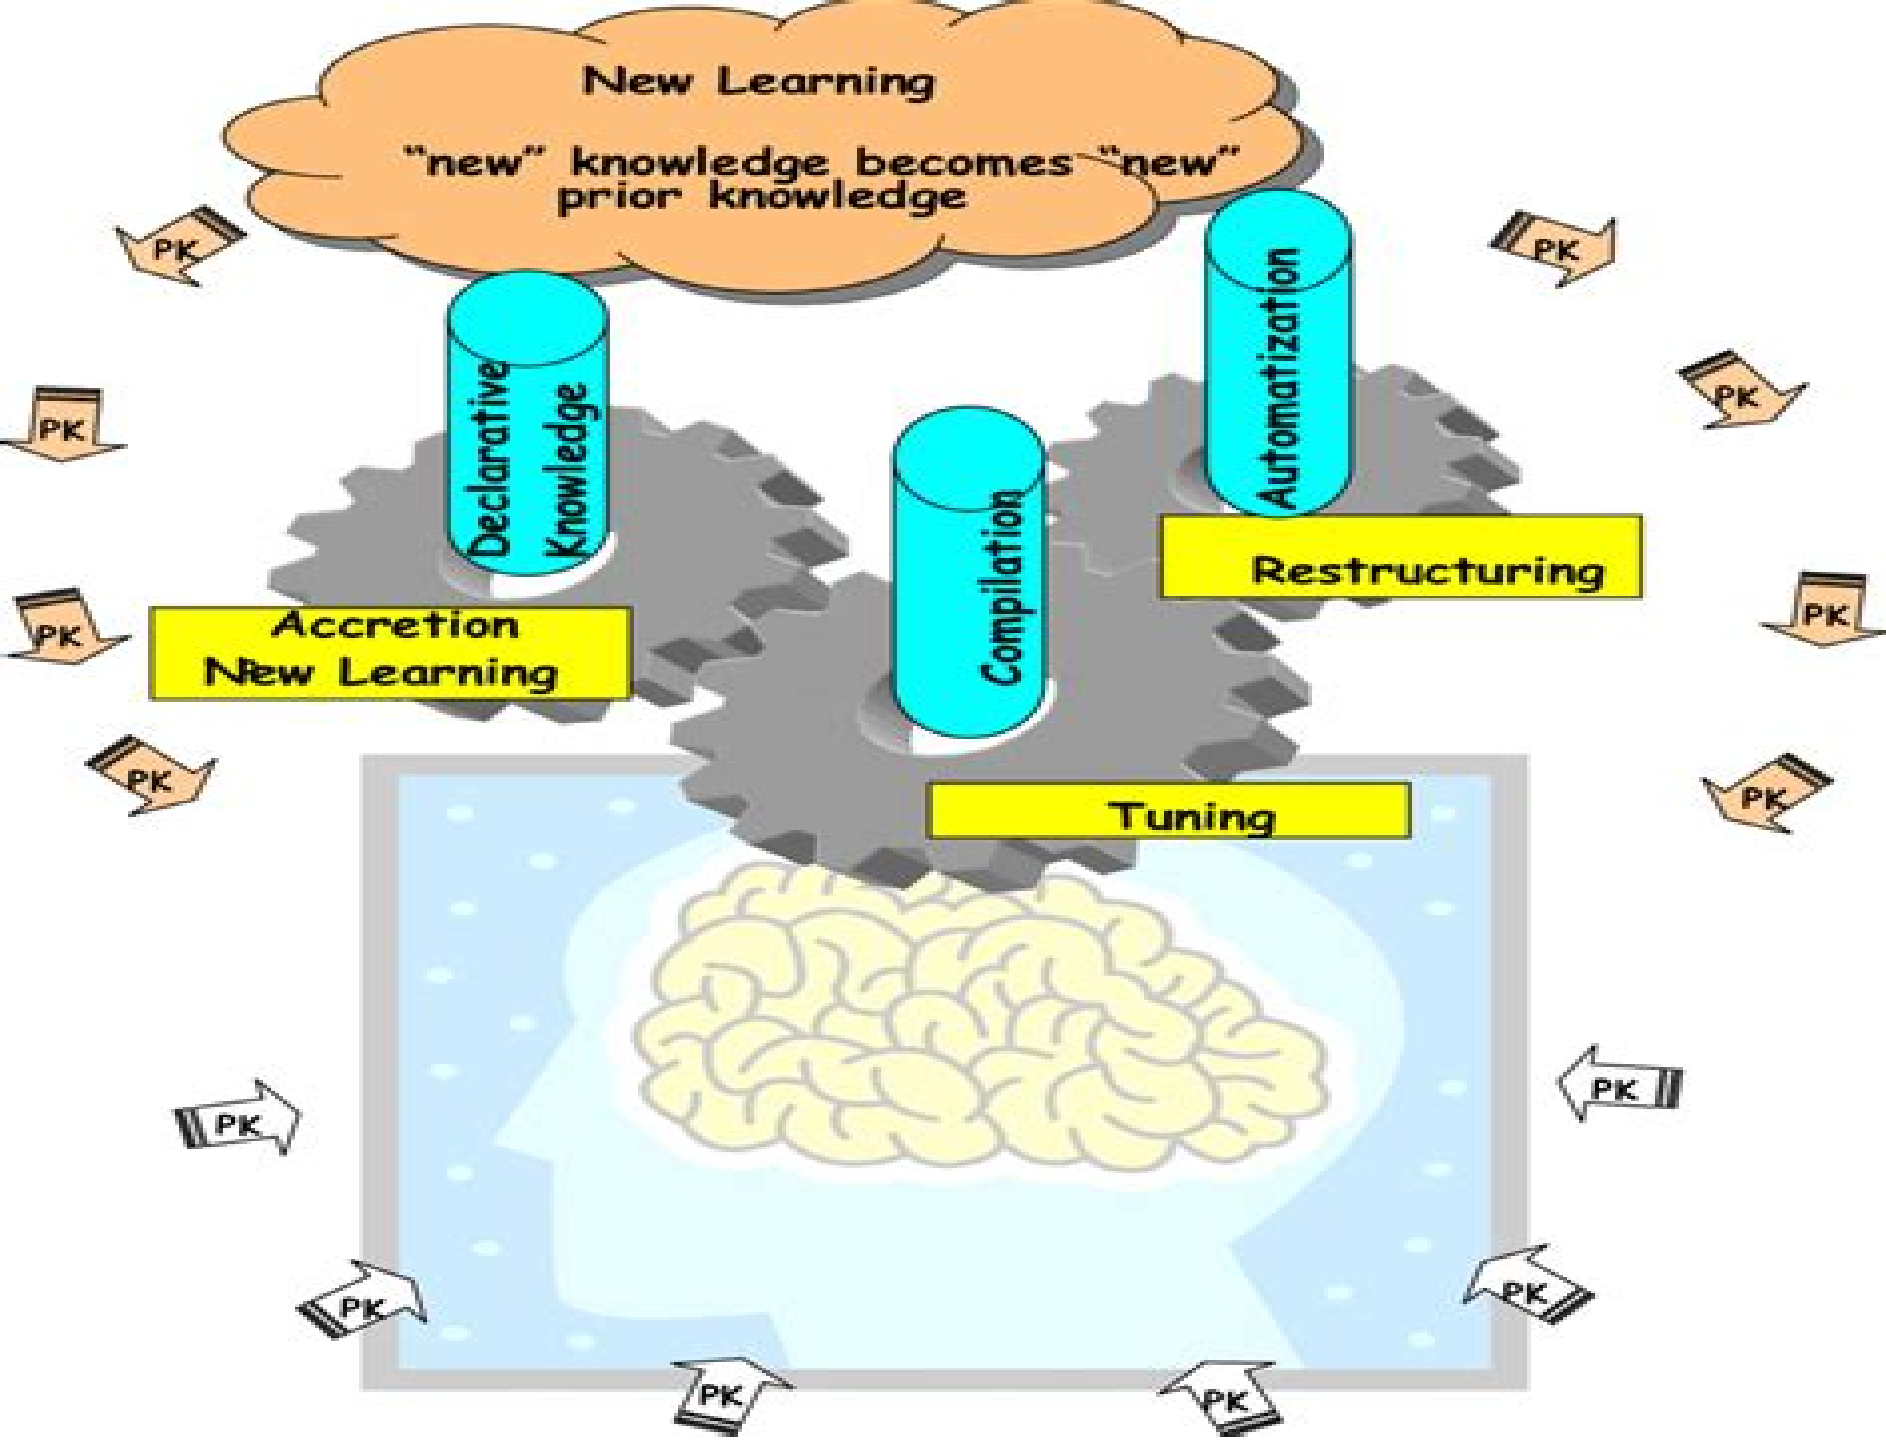 New Learning
“new” knowledge becomes “new”
prior knowledge
PK
PK
Declarative
Knowledge
Automatization
Compilation
PK
PK
Restructuring
Accretion
New Learning
PK
PK
Tuning
PK
PK
PK
PK
PK
PK
PK
PK